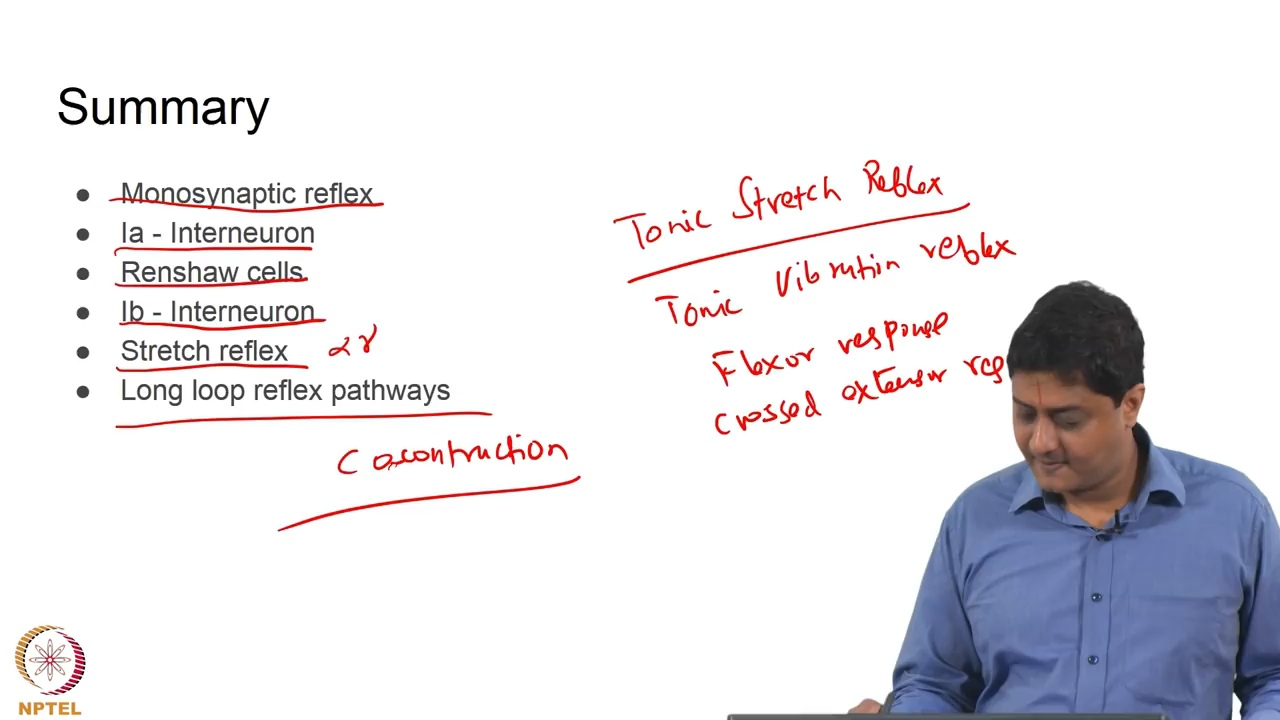 Summary
● Monosynaptic reflex
● Ia - Interneuron
● Renshaw cells
● Ib - Interneuron
● Stretch reflex αγ
● Long loop reflex pathways
Cocontraction
Tonic Stretch Reflex
Tonic Vibration reflex
Flexor response
crossed extensor res
NPTEL